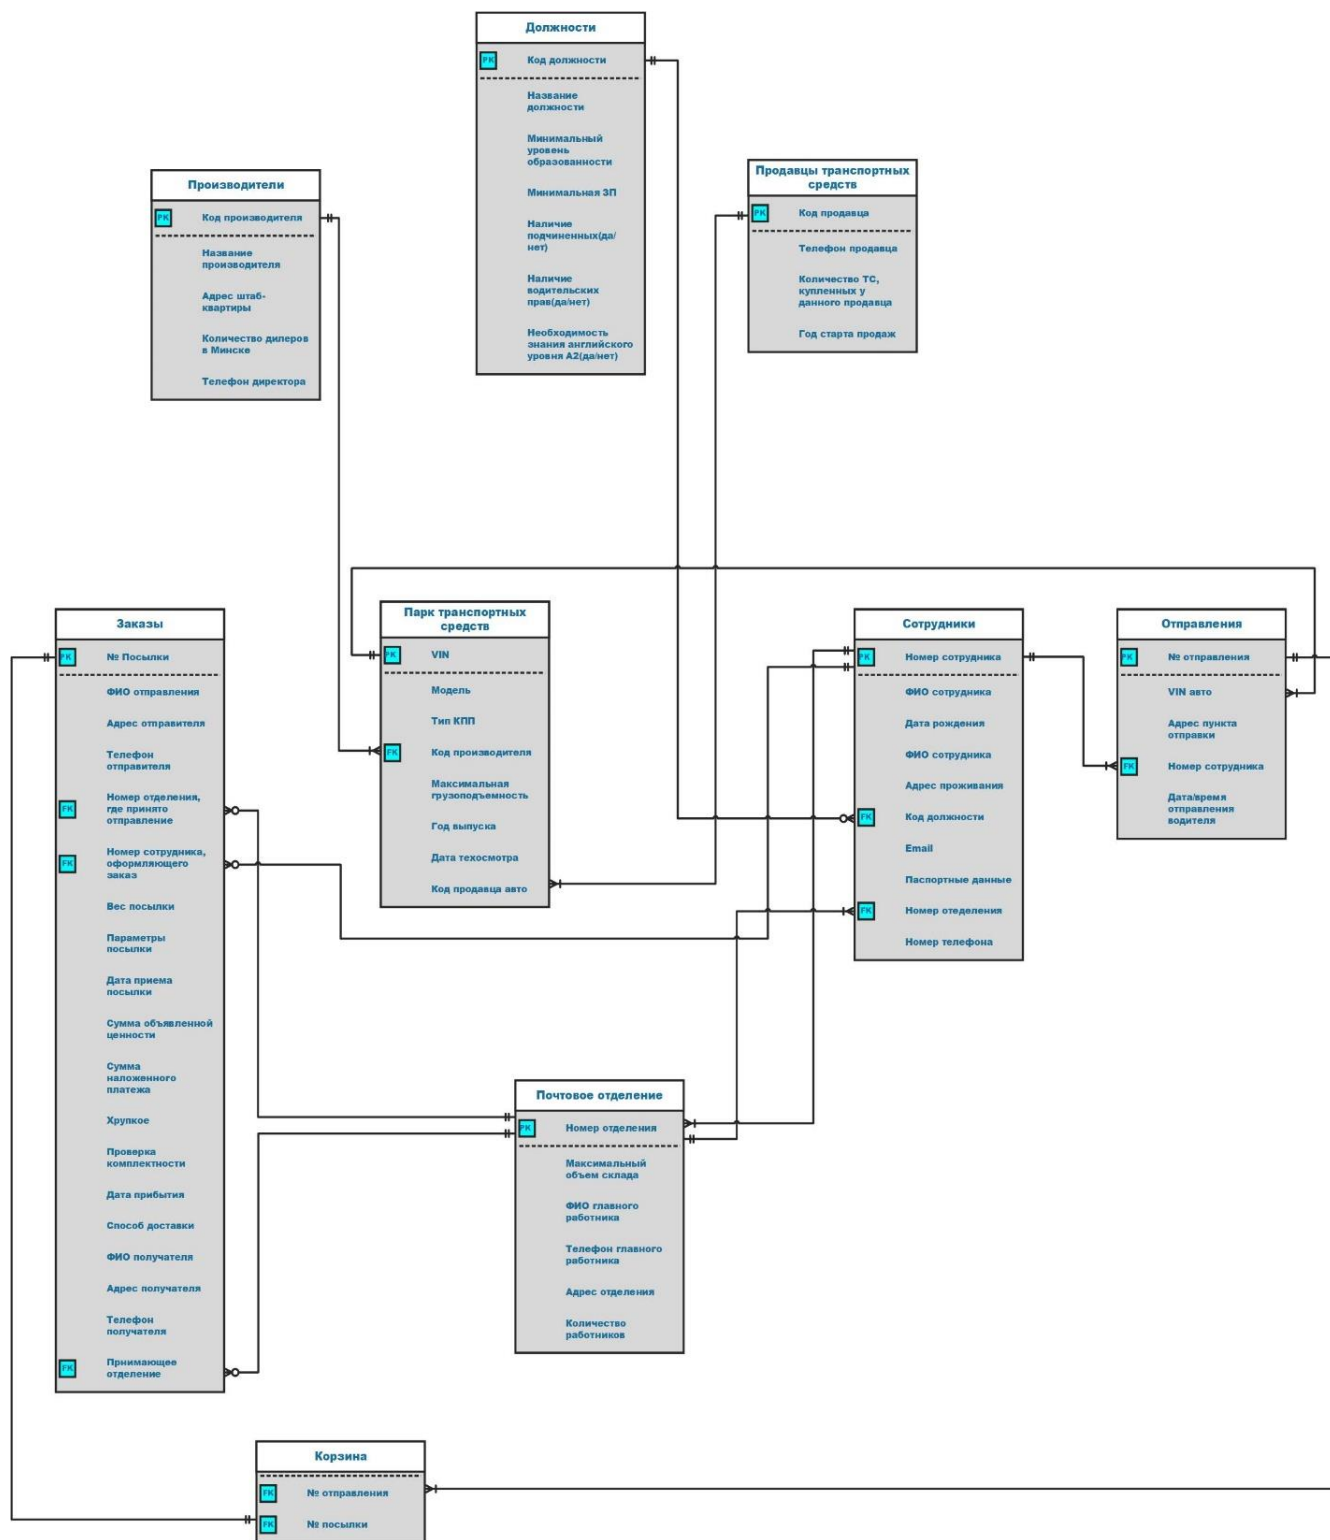 Должности
PK Код должности
Название
должности
Минимальный
уровень
образованности
Минимальная ЗП
Наличие
подчиненных(да/
нет)
Наличие
водительских
прав(да/нет)
Необходимость
знания английского
уровня А2(да/нет)
Производители
PK Код производителя
Название
производителя
Адрес штаб-
квартиры
Количество дилеров
в Минске
Телефон директора
Продавцы транспортных
средств
PK Код продавца
Телефон продавца
Количество ТС,
купленных у
данного продавца
Год старта продаж
Заказы
PK № Посылки
ФИО отправления
Адрес отправителя
Телефон
отправителя
FK Номер отделения,
где принято
отправление
FK Номер сотрудника,
оформляющего
заказ
Вес посылки
Параметры
посылки
Дата приема
посылки
Сумма объявленной
ценности
Сумма
наложенного
платежа
Хрупкое
Проверка
комплектности
Дата прибытия
Способ доставки
ФИО получателя
Адрес получателя
Телефон
получателя
FK Прнимающее
отделение
Парк транспортных
средств
PK VIN
Модель
Тип КПП
FK Код производителя
Максимальная
грузоподъемность
Год выпуска
Дата техосмотра
Код продавца авто
Сотрудники
PK Номер сотрудника
ФИО сотрудника
Дата рождения
ФИО сотрудника
Адрес проживания
FK Код должности
Email
Паспортные данные
FK Номер отеделения
Номер телефона
Отправления
PK № отправления
VIN авто
Адрес пункта
отправки
FK Номер сотрудника
Дата/время
отправления
водителя
Почтовое отделение
PK Номер отделения
Максимальный
объем склада
ФИО главного
работника
Телефон главного
работника
Адрес отделения
Количество
работников
Корзина
FK № отправления
FK № посылки